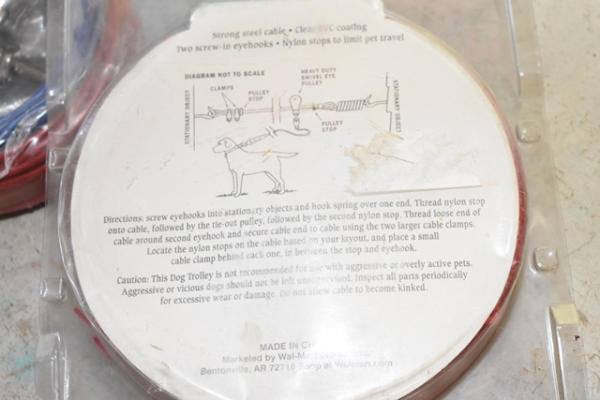 Strong steel cable • Clear PVC coating
Two screw-in eyehooks • Nylon stops to limit pet travel
DIAGRAM NOT TO SCALE
HEAVY DUTY
SWIVEL EYE
PULLEY
CLAMPS
PULLEY
STOP
STATIONARY OBJECT
STATIONARY OBJECT
PULLEY
STOP
Directions: screw eyehooks into stationary objects and hook spring over one end. Thread nylon stop
onto cable, followed by the tie-out pulley, followed by the second nylon stop. Thread loose end of
cable around second eyehook and secure cable end to cable using the two larger cable clamps.
Locate the nylon stops on the cable based on your layout, and place a small
cable clamp behind each one, in between the stop and eyehook.
Caution: This Dog Trolley is not recommended for use with aggressive or overly active pets.
Aggressive or vicious dogs should not be left unsupervised. Inspect all parts periodically
for excessive wear or damage. Do not allow cable to become kinked.
MADE IN
Marketed by Wal-Mart
Bentonville, AR 72716 Shop at Walmart.com